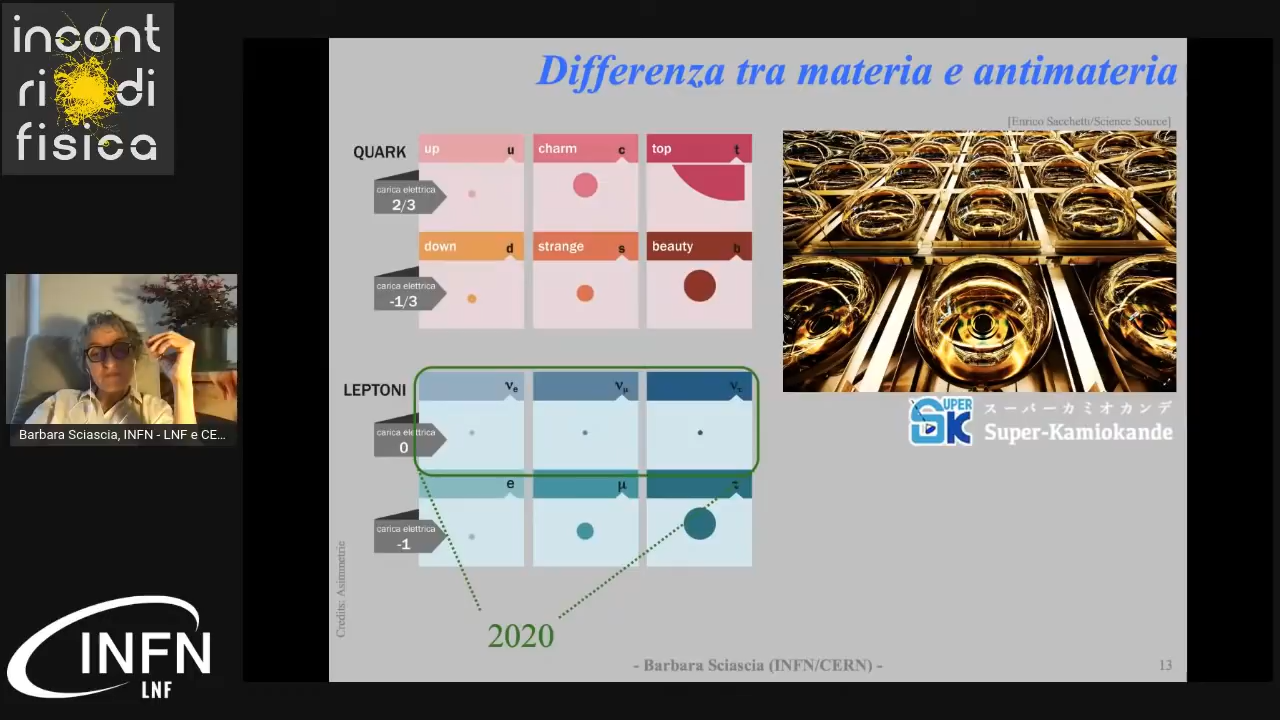 incont
ri di
fisica
Differenza tra materia e antimateria
[Enrico Sacchetti/Science Source]
QUARK
up u
charm c
top t
carica elettrica
2/3
down d
strange s
beauty b
carica elettrica
-1/3
LEPTONI
νe
νμ
ντ
carica elettrica
0
e
μ
τ
carica elettrica
-1
SUPER
SK
スーパーカミオカンデ
Super-Kamiokande
Barbara Sciascia, INFN - LNF e CE...
Credits: Asimmetrie
2020
- Barbara Sciascia (INFN/CERN) -
13
INFN
LNF